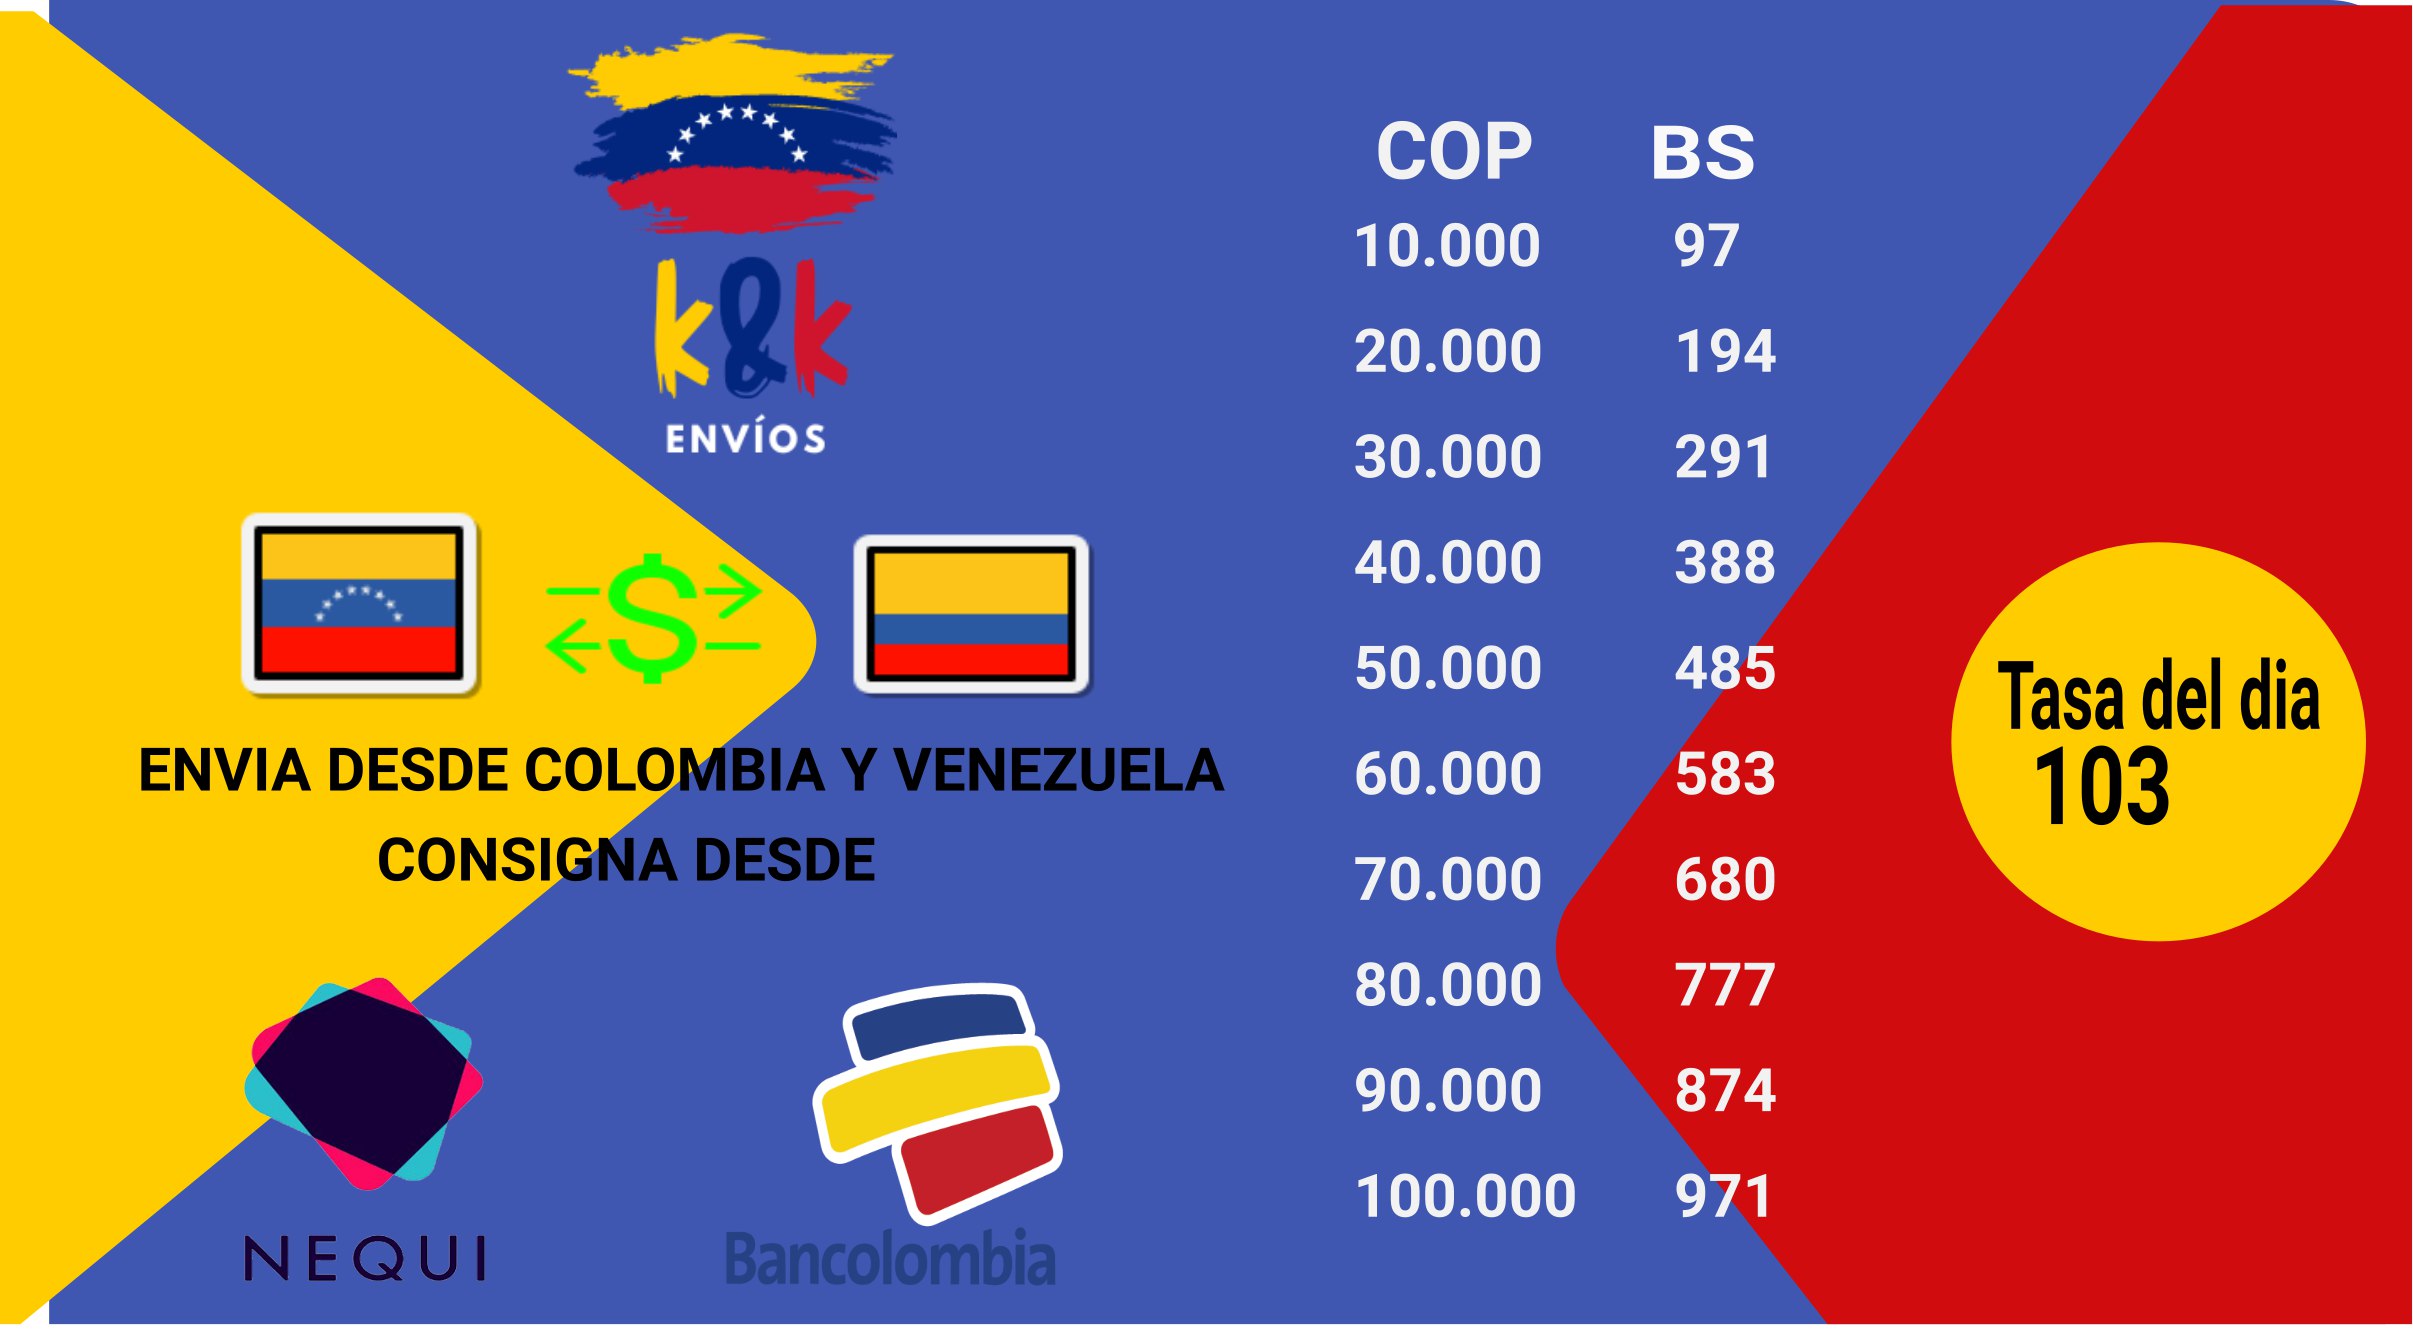 k&k
ENVÍOS
ENVIA DESDE COLOMBIA Y VENEZUELA
CONSIGNA DESDE
NEQUI
Bancolombia
COP BS
10.000 97
20.000 194
30.000 291
40.000 388
50.000 485
60.000 583
70.000 680
80.000 777
90.000 874
100.000 971
Tasa del dia
103